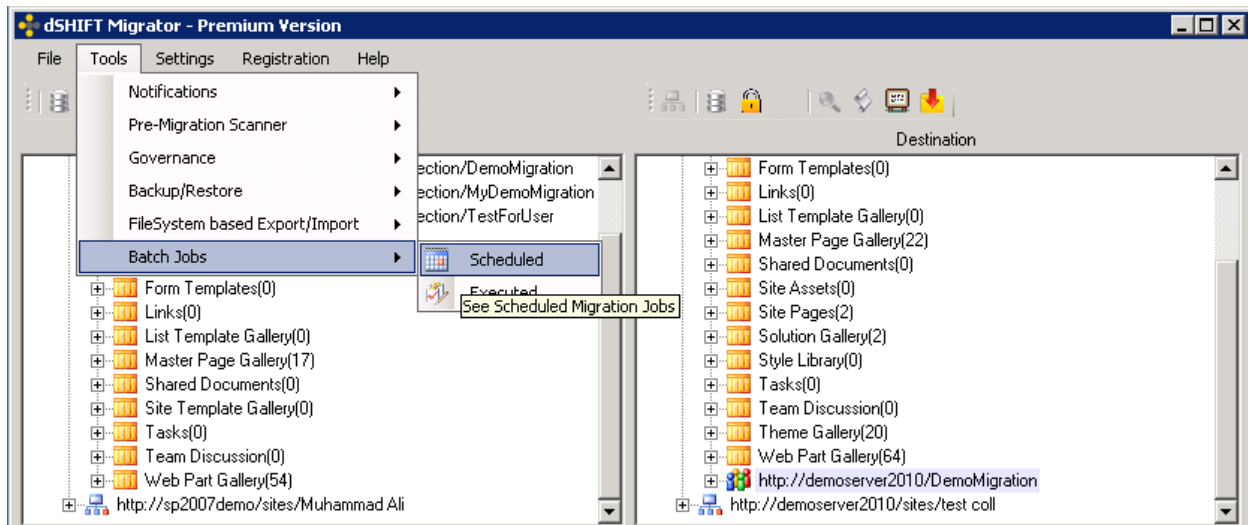 dSHIFT Migrator - Premium Version
File Tools Settings Registration Help
Notifications
Pre-Migration Scanner
Governance
Backup/Restore
FileSystem based Export/Import
Batch Jobs
Scheduled
Executed
See Scheduled Migration Jobs
ection/DemoMigration
ection/MyDemoMigration
ection/TestForUser
Form Templates(0)
Links(0)
List Template Gallery(0)
Master Page Gallery(17)
Shared Documents(0)
Site Template Gallery(0)
Tasks(0)
Team Discussion(0)
Web Part Gallery(54)
http://sp2007demo/sites/Muhammad Ali
Destination
Form Templates(0)
Links(0)
List Template Gallery(0)
Master Page Gallery(22)
Shared Documents(0)
Site Assets(0)
Site Pages(2)
Solution Gallery(2)
Style Library(0)
Tasks(0)
Team Discussion(0)
Theme Gallery(20)
Web Part Gallery(64)
http://demoserver2010/DemoMigration
http://demoserver2010/sites/test coll